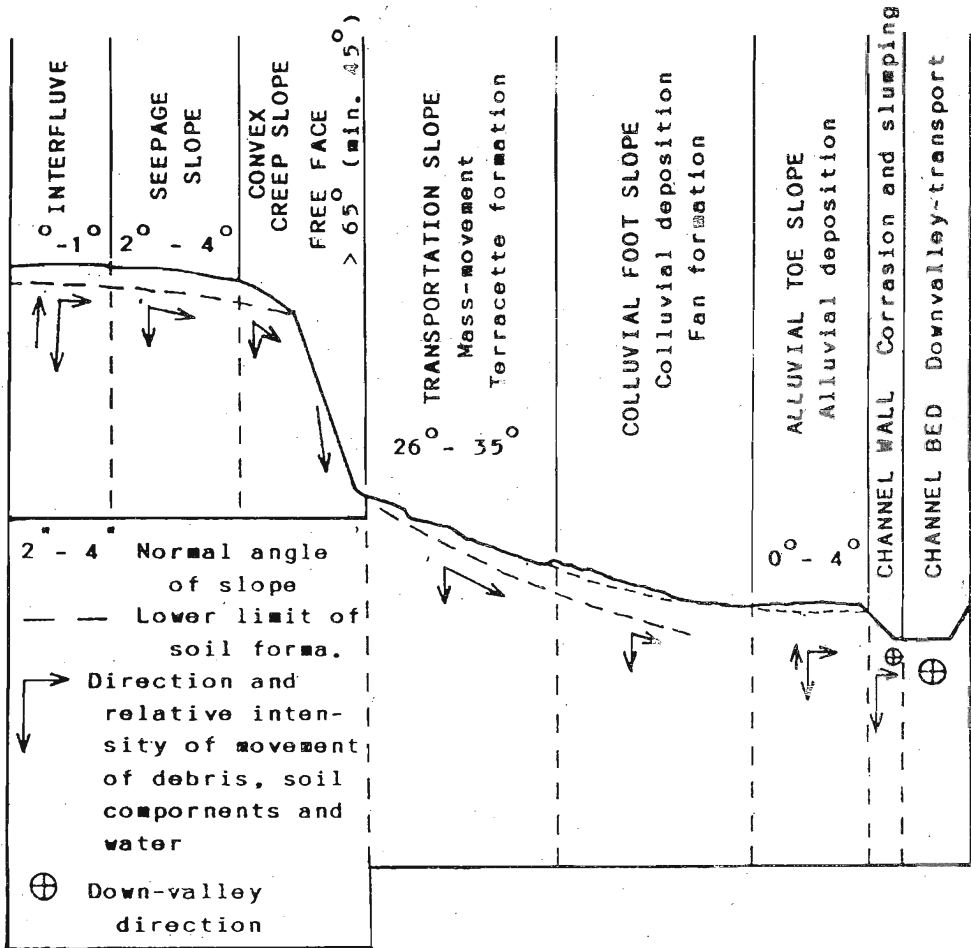 INTERFLUVE
° -1°
SEEPAGE
SLOPE
2° - 4°
CONVEX
CREEP SLOPE
FREE FACE
> 65° (min. 45°)
TRANSPORTATION SLOPE
Mass-movement
Terracette formation
26° - 35°
COLLUVIAL FOOT SLOPE
Colluvial deposition
Fan formation
ALLUVIAL TOE SLOPE
Alluvial deposition
0° - 4°
CHANNEL WALL Corrasion and slumping
CHANNEL BED Downvalley-transport
2" - 4" Normal angle
of slope
Lower limit of
soil forma.
Direction and
relative inten-
sity of movement
of debris, soil
compornents and
water
Down-valley
direction